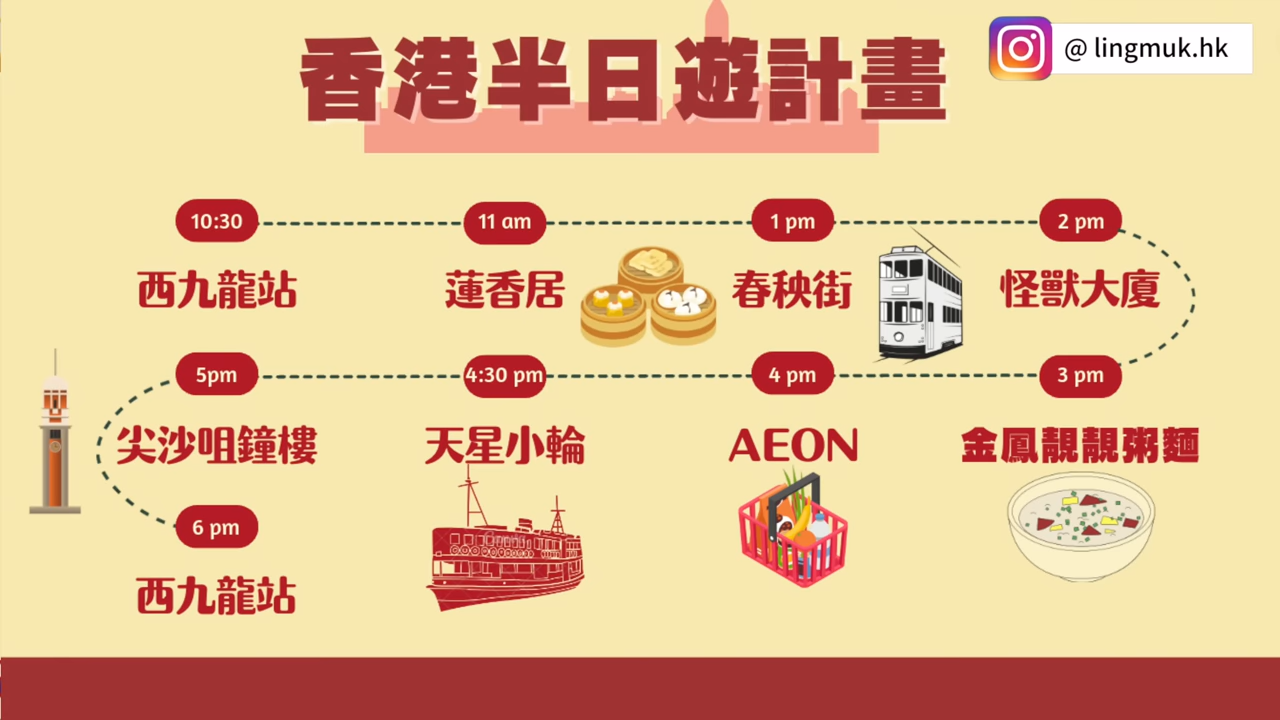 香港半日遊計畫
@ lingmuk.hk
10:30
西九龍站
11 am
蓮香居
1 pm
春秧街
2 pm
怪獸大廈
3 pm
金鳳靚靚粥麵
4 pm
AEON
4:30 pm
天星小輪
5pm
尖沙咀鐘樓
6 pm
西九龍站